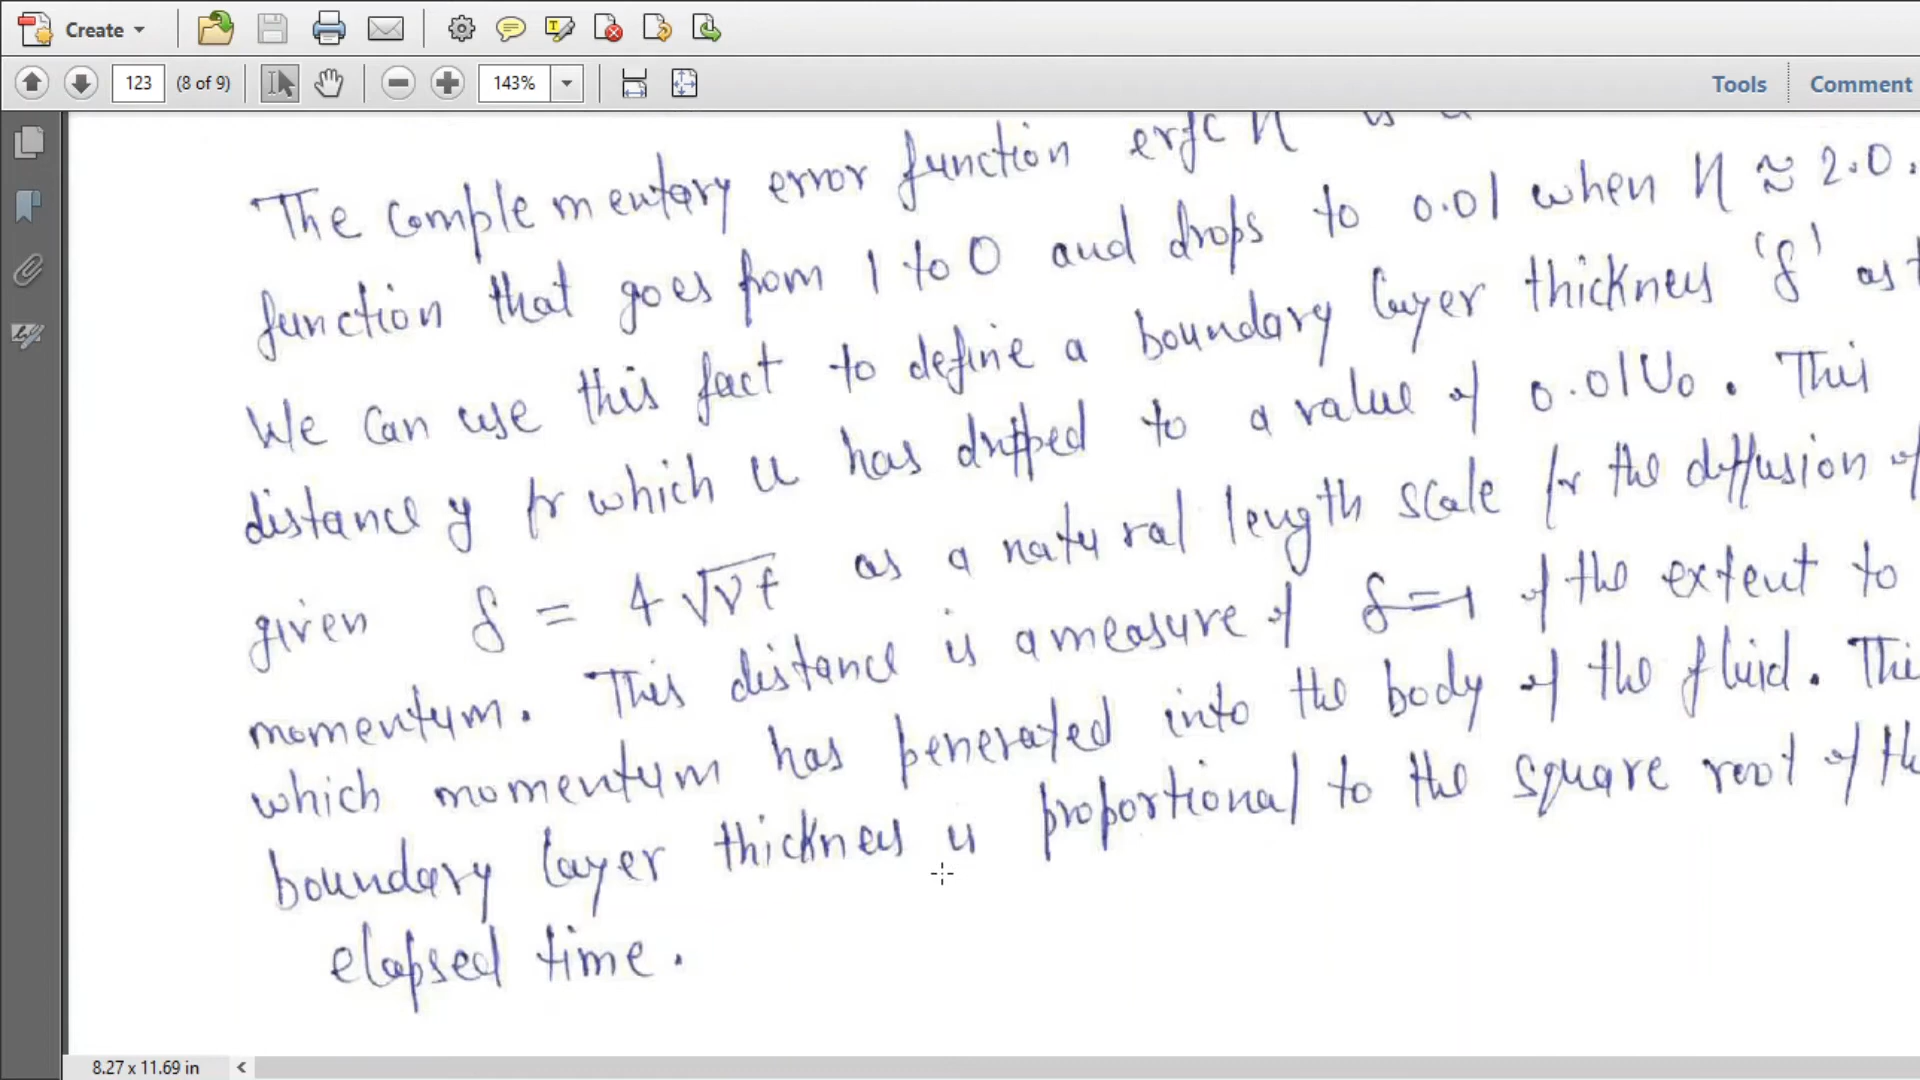 Create
123 (8 of 9) 143% Tools Comment
The complementary error function erfc η is a
function that goes from 1 to 0 and drops to 0.01 when η ≈ 2.0.
We can use this fact to define a boundary layer thickness 'δ' as
distance y for which u has dropped to a value of 0.01U₀. This
given δ = 4√νt as a natural length scale for the diffusion of
momentum. This distance is a measure of of the extent to
which momentum has penerated into the body of the fluid. This
boundary layer thickness is proportional to the square root of the
elapsed time.
8.27 x 11.69 in